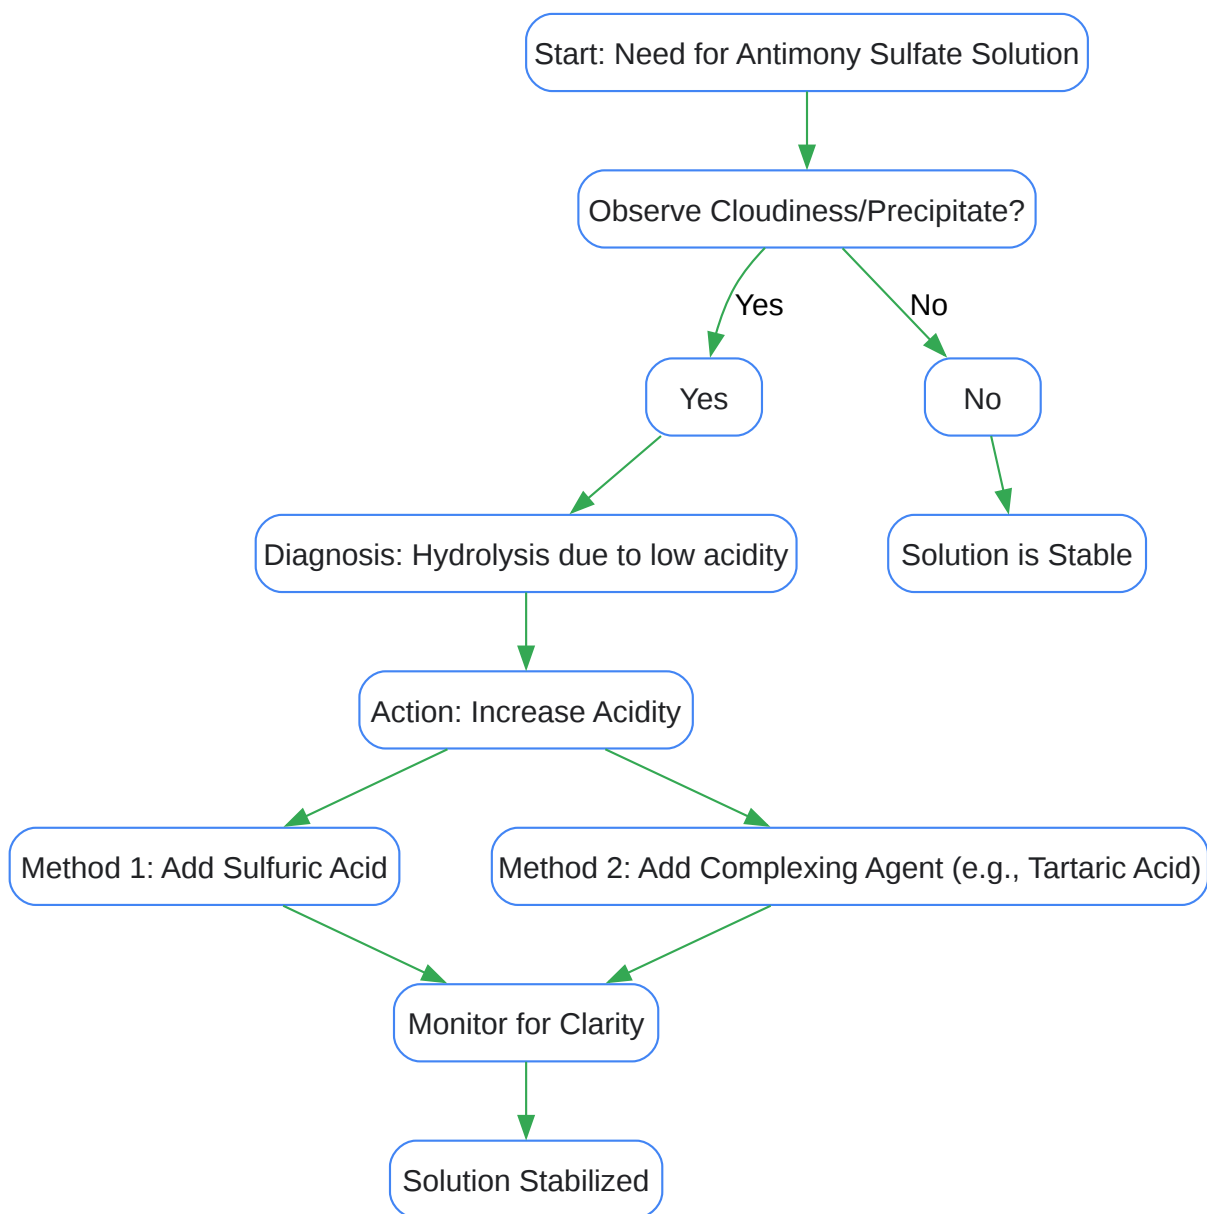 Start: Need for Antimony Sulfate Solution
Observe Cloudiness/Precipitate?
Yes
No
Yes
No
Diagnosis: Hydrolysis due to low acidity
Solution is Stable
Action: Increase Acidity
Method 1: Add Sulfuric Acid
Method 2: Add Complexing Agent (e.g., Tartaric Acid)
Monitor for Clarity
Solution Stabilized